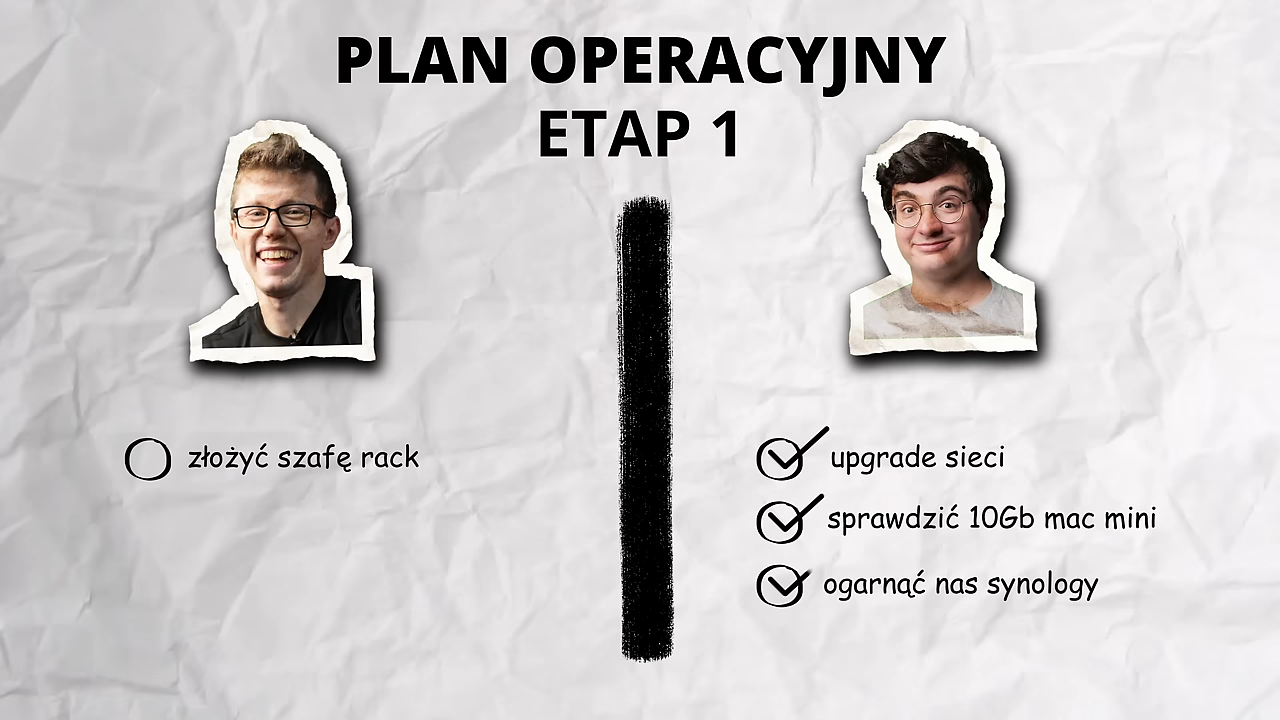 PLAN OPERACYJNY
ETAP 1
złożyć szafę rack
upgrade sieci
sprawdzić 10Gb mac mini
ogarnąć nas synology